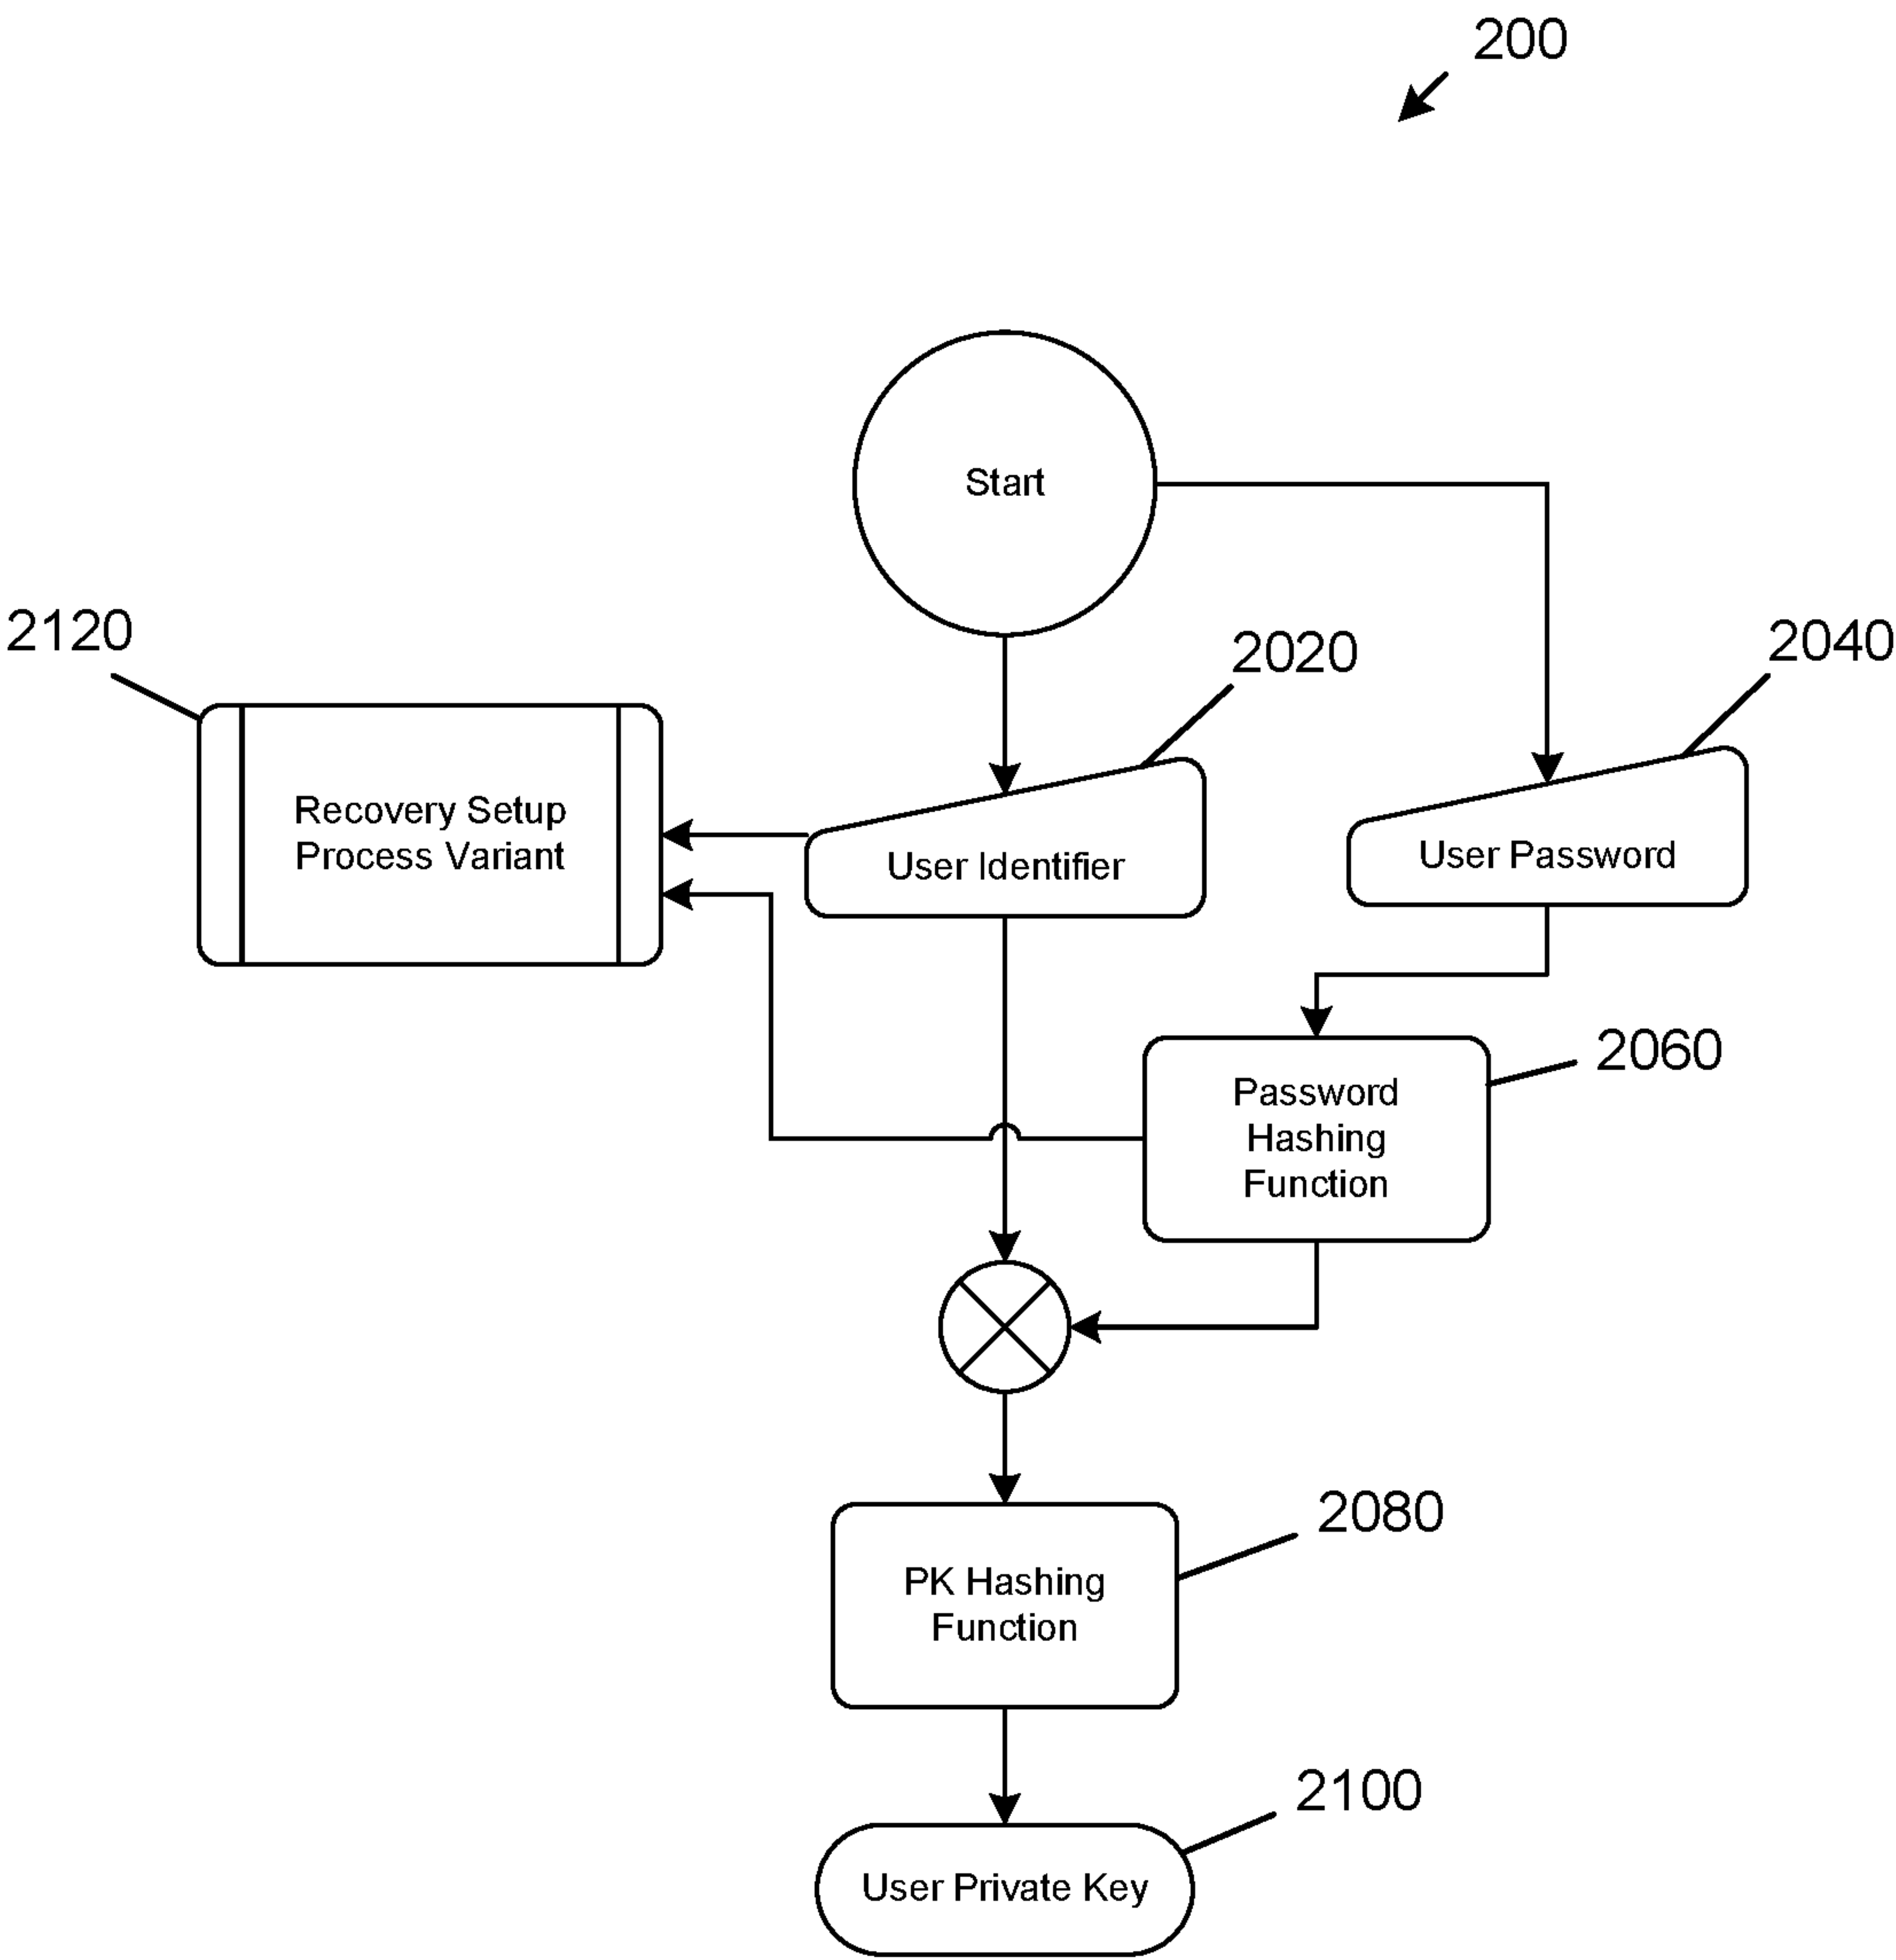 200
Start
2120
2020
2040
Recovery Setup
Process Variant
User Identifier
User Password
2060
Password
Hashing
Function
2080
PK Hashing
Function
2100
User Private Key